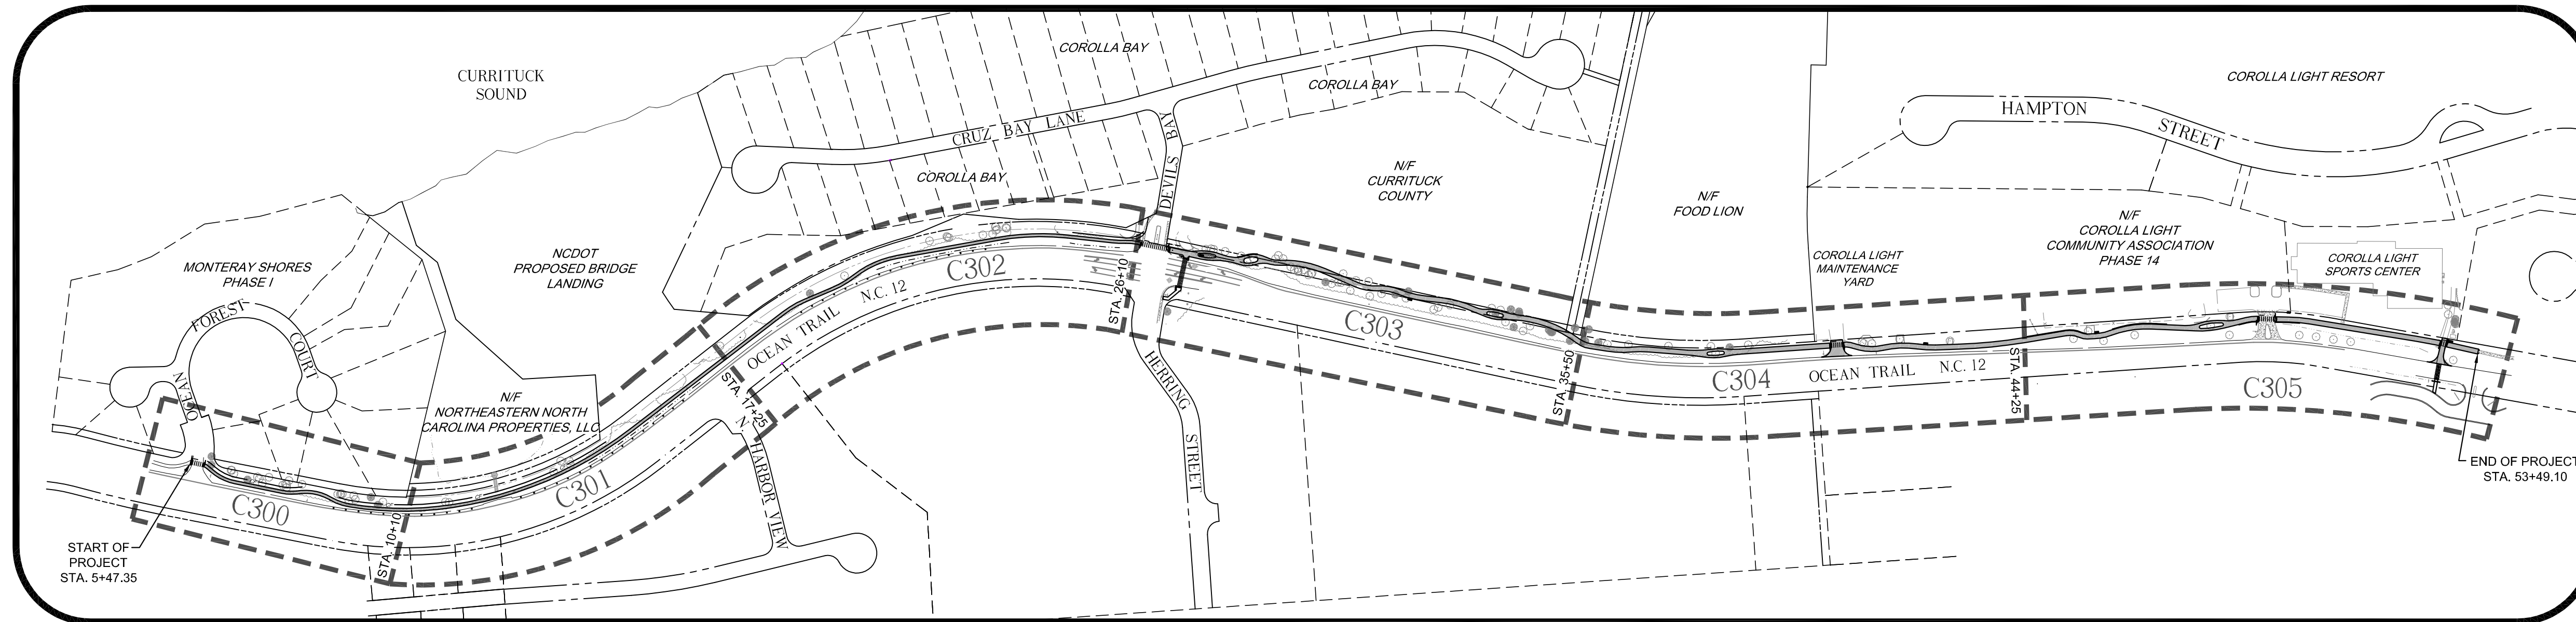 CURRITUCK
SOUND
COROLLA BAY
COROLLA BAY
COROLLA LIGHT RESORT
HAMPTON
STREET
CRUZ BAY LANE
DEVILS BAY
COROLLA BAY
N/F
CURRITUCK
COUNTY
N/F
FOOD LION
N/F
COROLLA LIGHT
COMMUNITY ASSOCIATION
PHASE 14
COROLLA LIGHT
MAINTENANCE
YARD
COROLLA LIGHT
SPORTS CENTER
MONTERAY SHORES
PHASE I
NCDOT
PROPOSED BRIDGE
LANDING
FOREST
COURT
OCEAN
N/F
NORTHEASTERN NORTH
CAROLINA PROPERTIES, LLC
C302
N.C. 12
OCEAN TRAIL
STA. 26+10
STA. 17+25
C303
HERRING
STREET
STA. 35+50
C304
OCEAN TRAIL N.C. 12
STA. 44+25
C305
C300
C301
STA. 10+10
N. HARBOR VIEW
START OF
PROJECT
STA. 5+47.35
END OF PROJECT
STA. 53+49.10